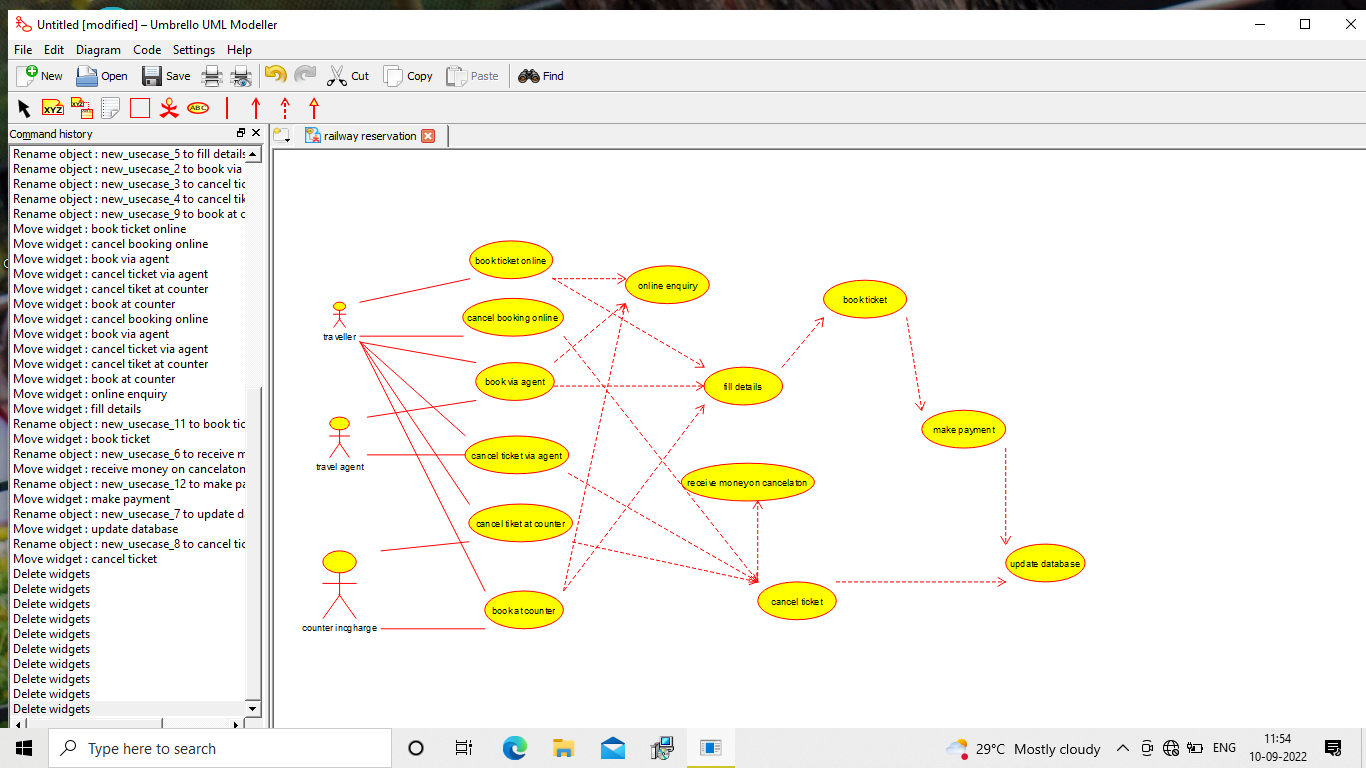 Untitled [modified] – Umbrello UML Modeller
File Edit Diagram Code Settings Help
New Open Save Cut Copy Paste Find
XYZ XYZ ABC
Command history
railway reservation
Rename object : new_usecase_5 to fill details
Rename object : new_usecase_2 to book via
Rename object : new_usecase_3 to cancel tic
Rename object : new_usecase_4 to cancel tik
Rename object : new_usecase_9 to book at c
Move widget : book ticket online
Move widget : cancel booking online
Move widget : book via agent
Move widget : cancel ticket via agent
Move widget : cancel tiket at counter
Move widget : book at counter
Move widget : cancel booking online
Move widget : book via agent
Move widget : cancel ticket via agent
Move widget : cancel tiket at counter
Move widget : book at counter
Move widget : online enquiry
Move widget : fill details
Rename object : new_usecase_11 to book tic
Move widget : book ticket
Rename object : new_usecase_6 to receive m
Move widget : receive money on cancelaton
Rename object : new_usecase_12 to make pa
Move widget : make payment
Rename object : new_usecase_7 to update da
Move widget : update database
Rename object : new_usecase_8 to cancel tic
Move widget : cancel ticket
Delete widgets
Delete widgets
Delete widgets
Delete widgets
Delete widgets
Delete widgets
Delete widgets
Delete widgets
Delete widgets
Delete widgets
book ticket online
online enquiry
book ticket
cancel booking online
traveller
book via agent
fill details
make payment
cancel ticket via agent
travel agent
receive money on cancelaton
cancel tiket at counter
update database
cancel ticket
book at counter
counter incgharge
Type here to search
29°C Mostly cloudy
ENG
11:54
10-09-2022